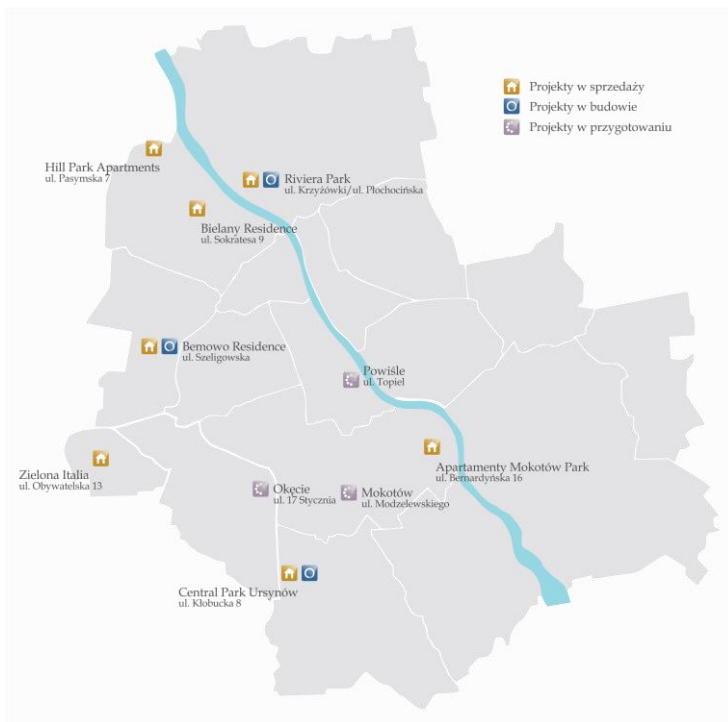 Projekty w sprzedaży
Projekty w budowie
Projekty w przygotowaniu
Hill Park Apartments
ul. Pasymska 7
Riviera Park
ul. Krzyżówki/ul. Płochocińska
Bielany Residence
ul. Sokratesa 9
Bemowo Residence
ul. Szeligowska
Powiśle
ul. Topiel
Apartamenty Mokotów Park
ul. Bernardyńska 16
Zielona Italia
ul. Obywatelska 13
Okęcie
ul. 17 Stycznia
Mokotów
ul. Modzelewskiego
Central Park Ursynów
ul. Kłobucka 8